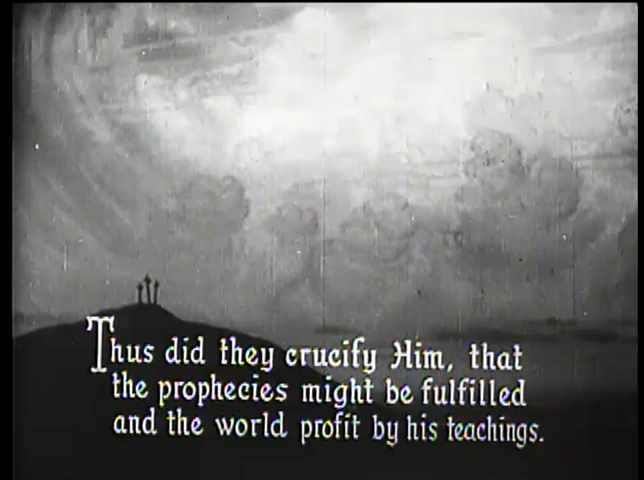 Thus did they crucify Him, that
the prophecies might be fulfilled
and the world profit by his teachings.